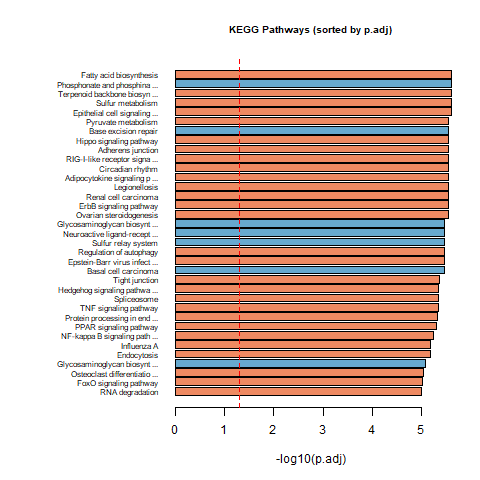 KEGG Pathways (sorted by p.adj)
Fatty acid biosynthesis
Phosphonate and phosphina ...
Terpenoid backbone biosyn ...
Sulfur metabolism
Epithelial cell signaling ...
Pyruvate metabolism
Base excision repair
Hippo signaling pathway
Adherens junction
RIG-I-like receptor signa ...
Circadian rhythm
Adipocytokine signaling p ...
Legionellosis
Renal cell carcinoma
ErbB signaling pathway
Ovarian steroidogenesis
Glycosaminoglycan biosynt ...
Neuroactive ligand-recept ...
Sulfur relay system
Regulation of autophagy
Epstein-Barr virus infect ...
Basal cell carcinoma
Tight junction
Hedgehog signaling pathwa ...
Spliceosome
TNF signaling pathway
Protein processing in end ...
PPAR signaling pathway
NF-kappa B signaling path ...
Influenza A
Endocytosis
Glycosaminoglycan biosynt ...
Osteoclast differentiatio ...
FoxO signaling pathway
RNA degradation
0 1 2 3 4 5
-log10(p.adj)